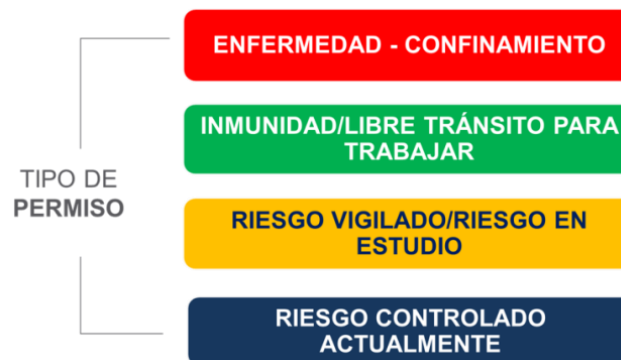 TIPO DE
PERMISO
ENFERMEDAD - CONFINAMIENTO
INMUNIDAD/LIBRE TRÁNSITO PARA
TRABAJAR
RIESGO VIGILADO/RIESGO EN
ESTUDIO
RIESGO CONTROLADO
ACTUALMENTE